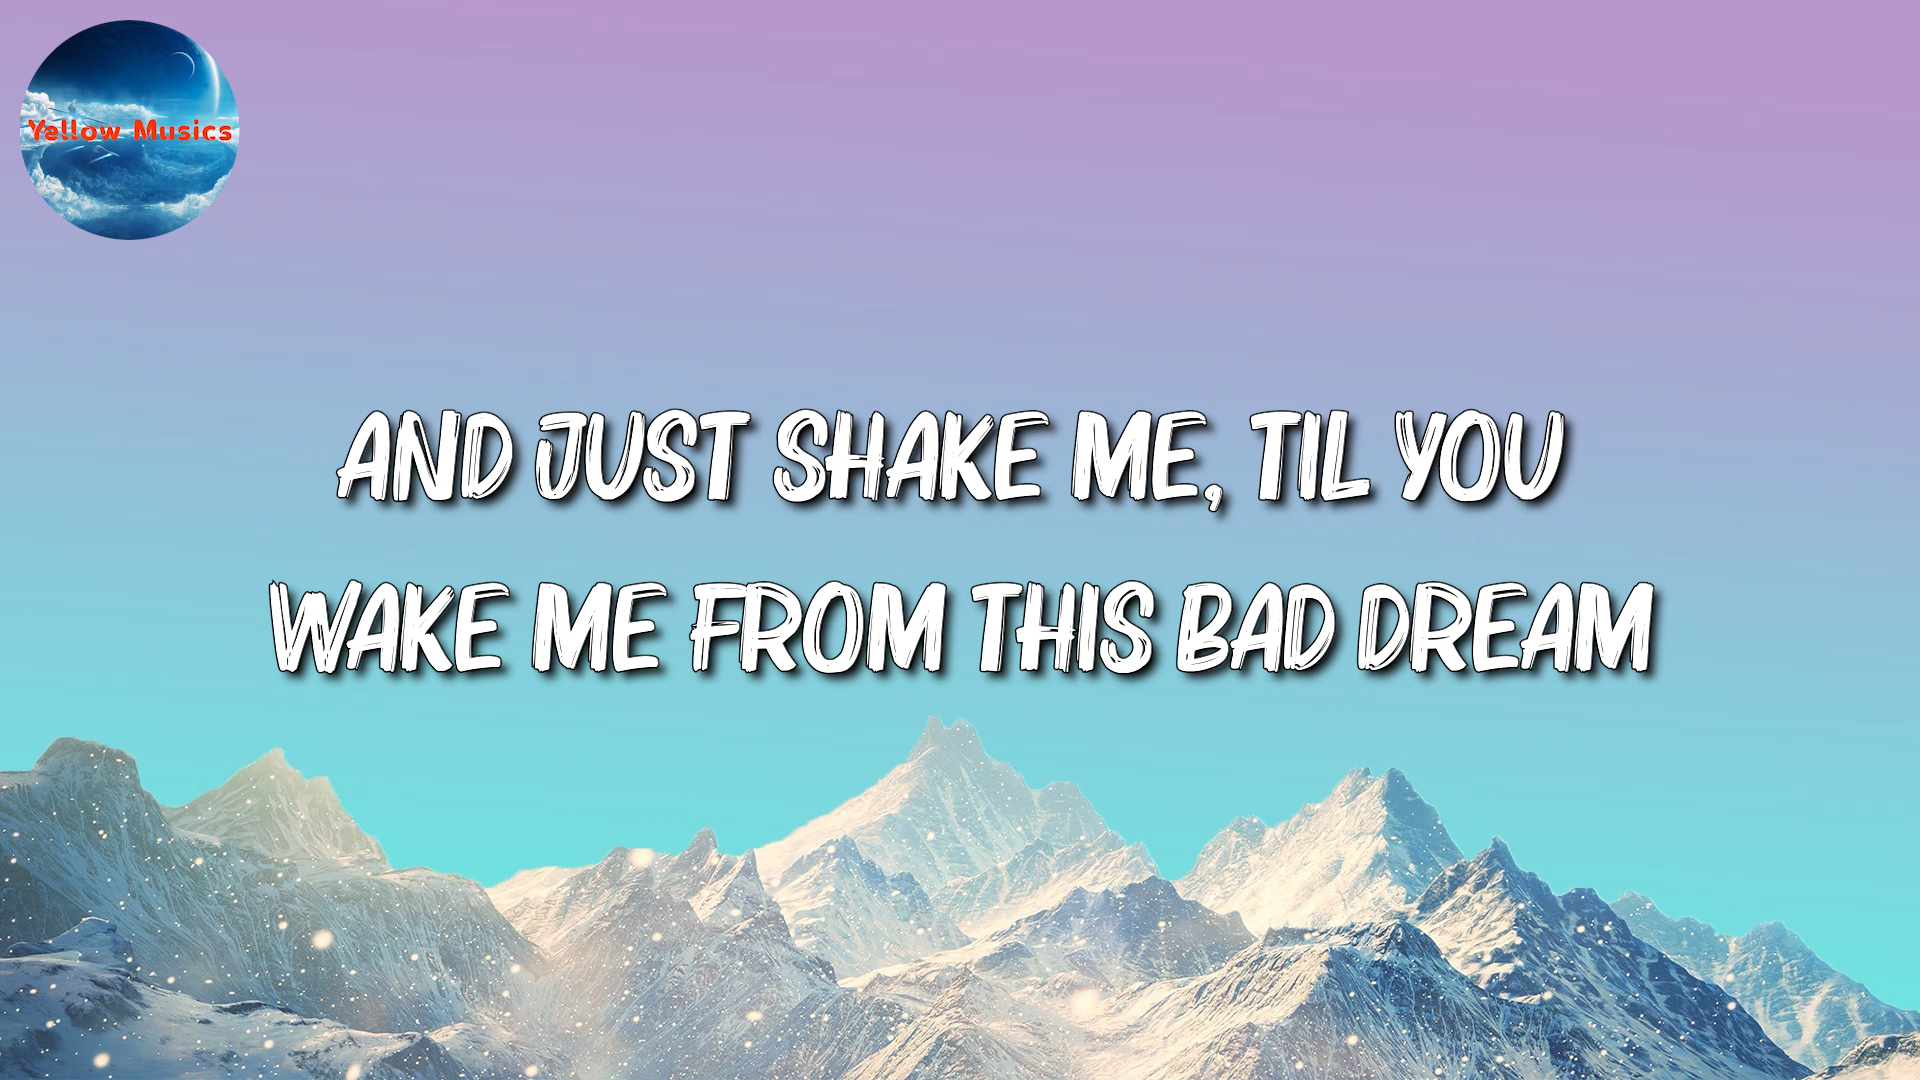 Yellow Musics
AND JUST SHAKE ME, TIL YOU
WAKE ME FROM THIS BAD DREAM